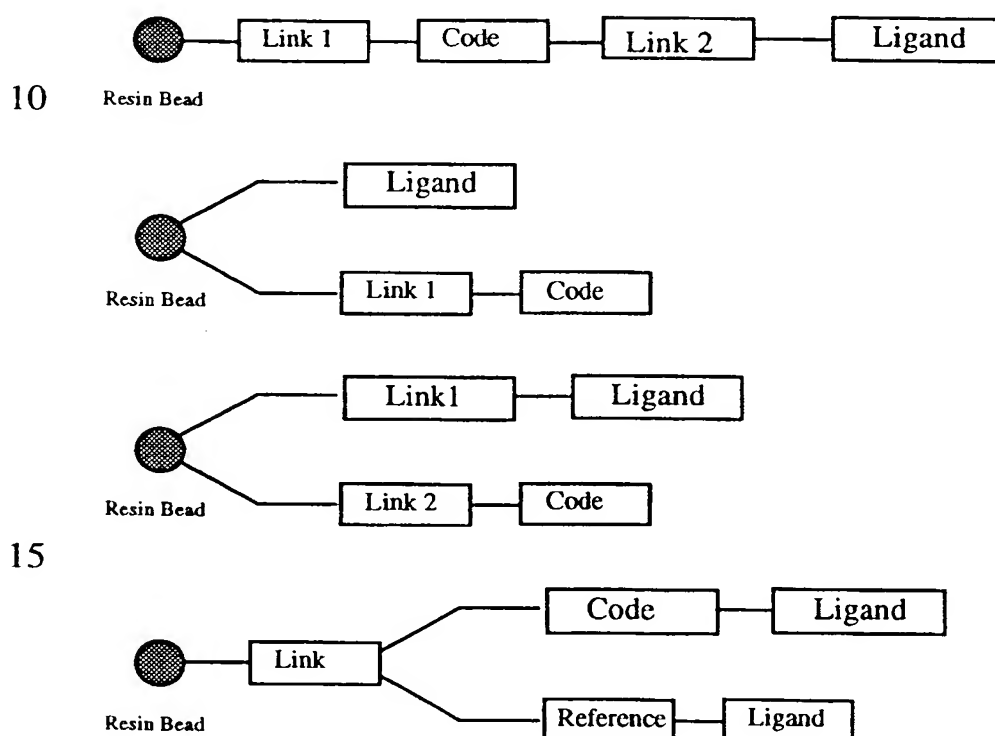 Link 1 Code Link 2 Ligand
10 Resin Bead
Ligand
Resin Bead Link 1 Code
Link1 Ligand
Resin Bead Link 2 Code
15
Code Ligand
Link
Resin Bead Reference Ligand